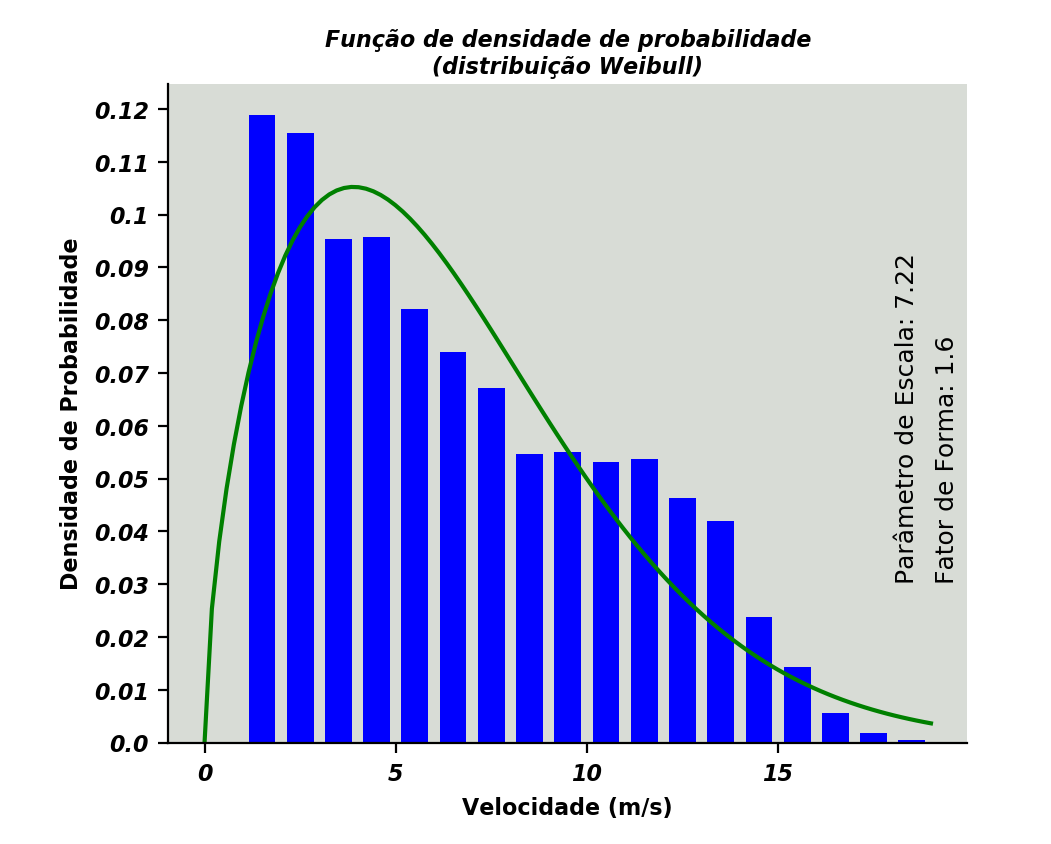 Função de densidade de probabilidade
(distribuição Weibull)
Densidade de Probabilidade
0.12
0.11
0.1
0.09
0.08
0.07
0.06
0.05
0.04
0.03
0.02
0.01
0.0
Parâmetro de Escala: 7.22
Fator de Forma: 1.6
0 5 10 15
Velocidade (m/s)